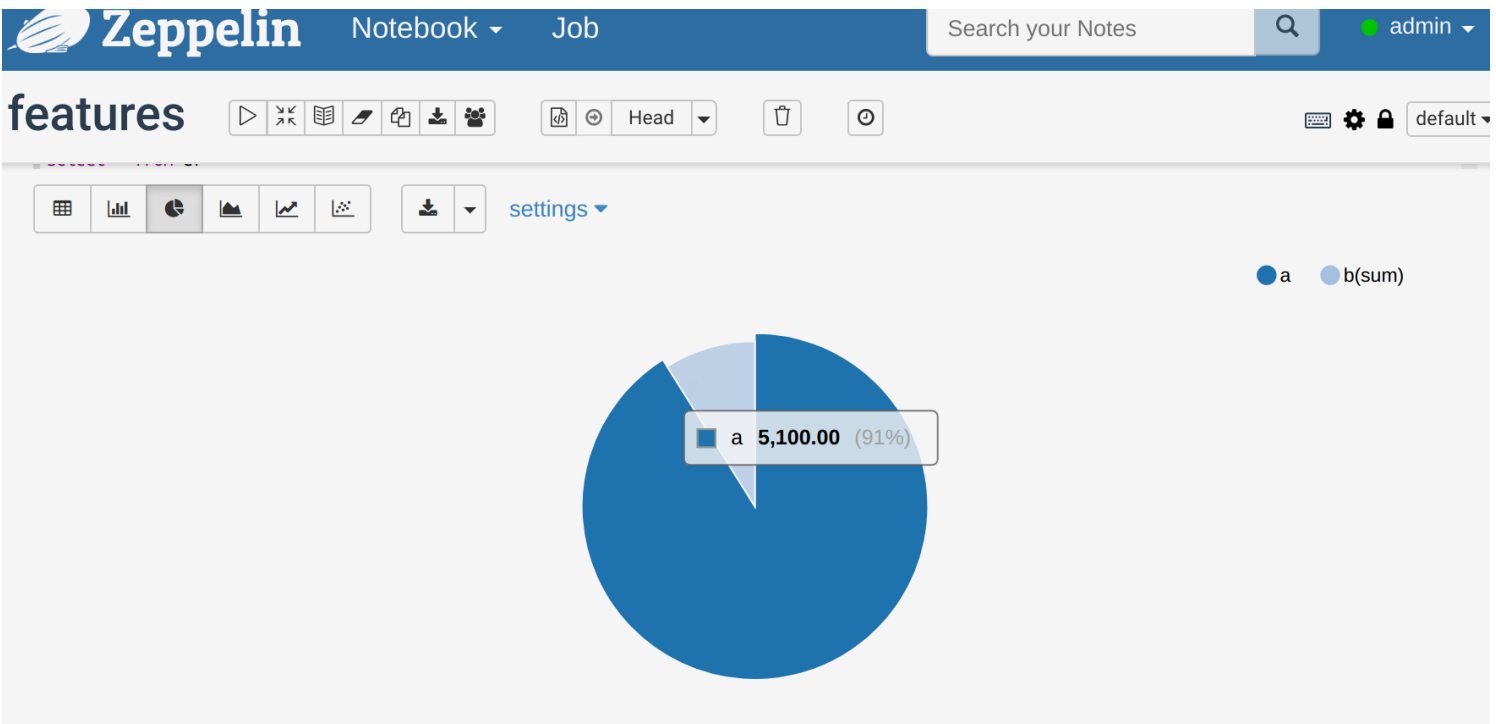 Zeppelin Notebook Job Search your Notes admin
features Head default
settings
a b(sum)
a 5,100.00 (91%)